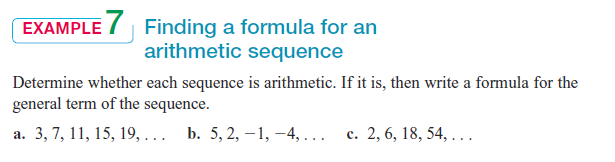 EXAMPLE 7 Finding a formula for an
arithmetic sequence
Determine whether each sequence is arithmetic. If it is, then write a formula for the
general term of the sequence.
a. 3, 7, 11, 15, 19, . . . b. 5, 2, −1, −4, . . . c. 2, 6, 18, 54, . . .